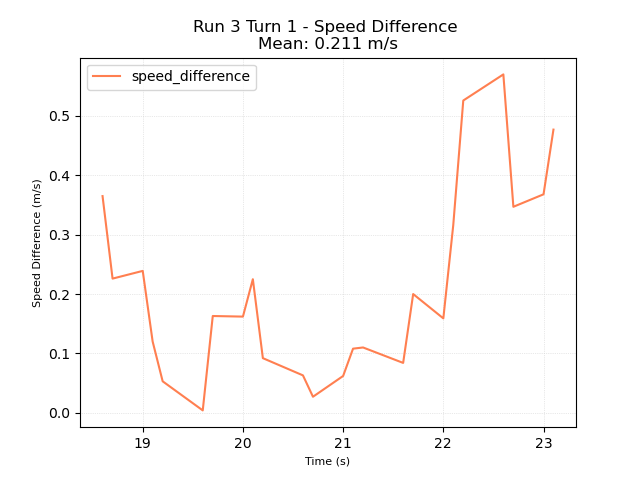 Run 3 Turn 1 - Speed Difference
Mean: 0.211 m/s
speed_difference
Speed Difference (m/s)
0.5
0.4
0.3
0.2
0.1
0.0
19 20 21 22 23
Time (s)